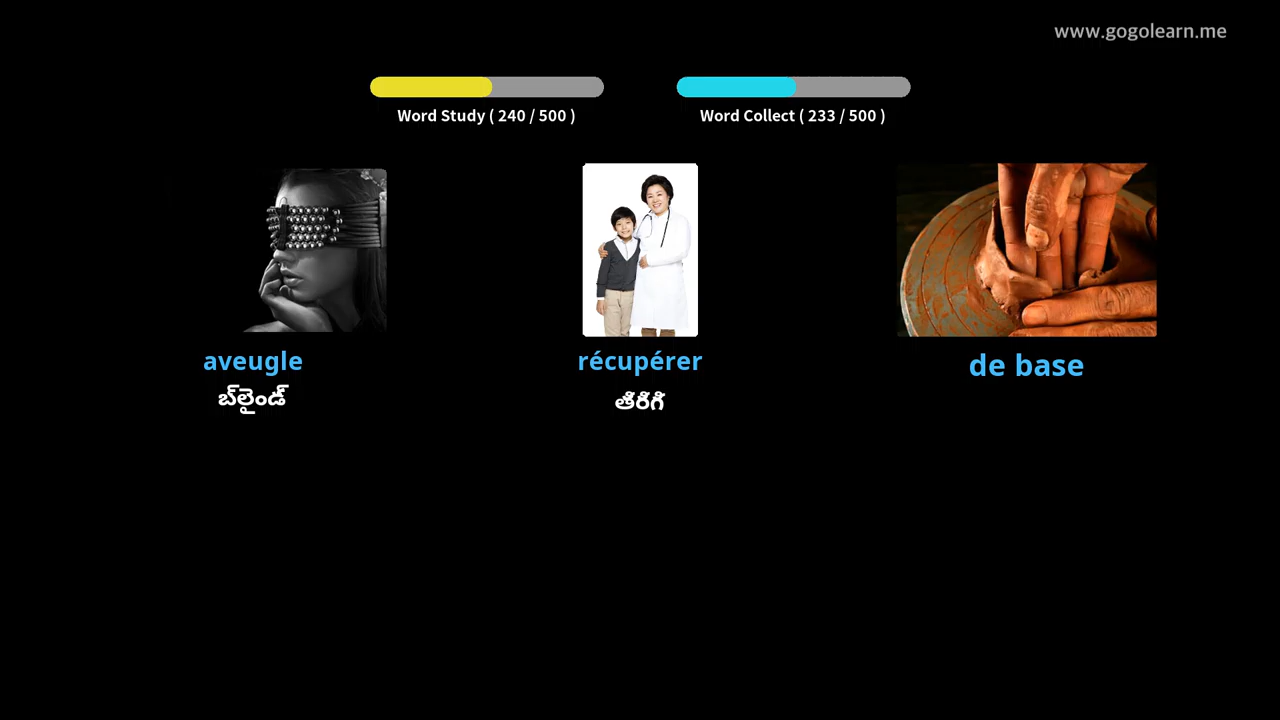 www.gogolearn.me
Word Study ( 240 / 500 )
Word Collect ( 233 / 500 )
aveugle
récupérer
de base
బ్‌లైండ్
తిరిగి